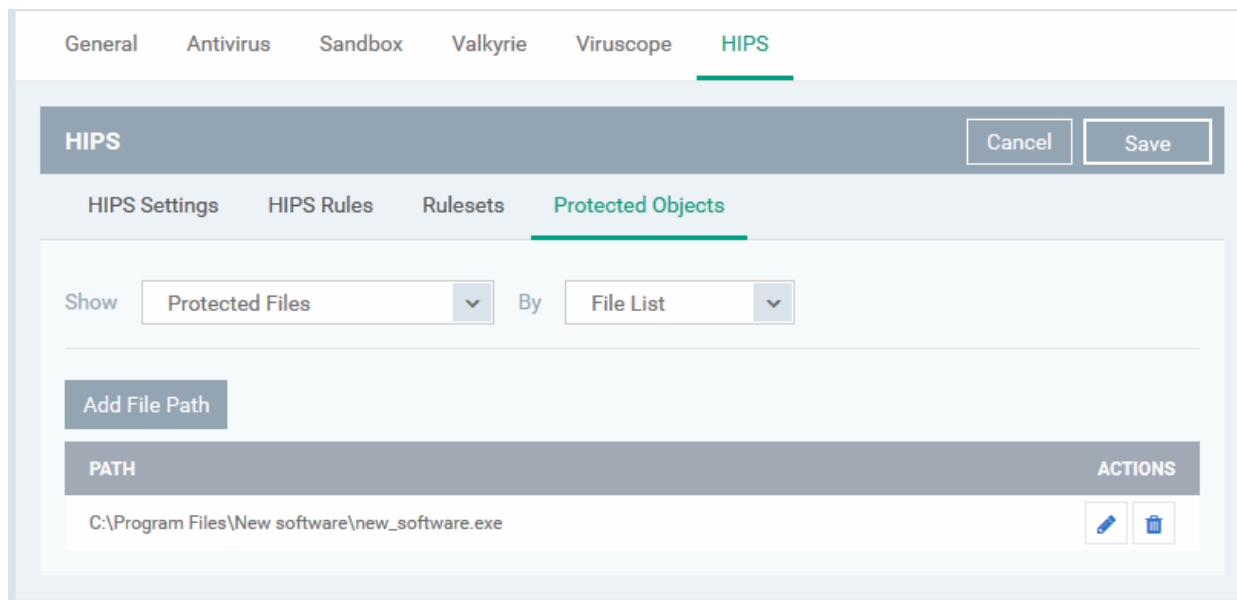 General Antivirus Sandbox Valkyrie Viruscope HIPS
HIPS Cancel Save
HIPS Settings HIPS Rules Rulesets Protected Objects
Show Protected Files By File List
Add File Path
PATH ACTIONS
C:\Program Files\New software\new_software.exe